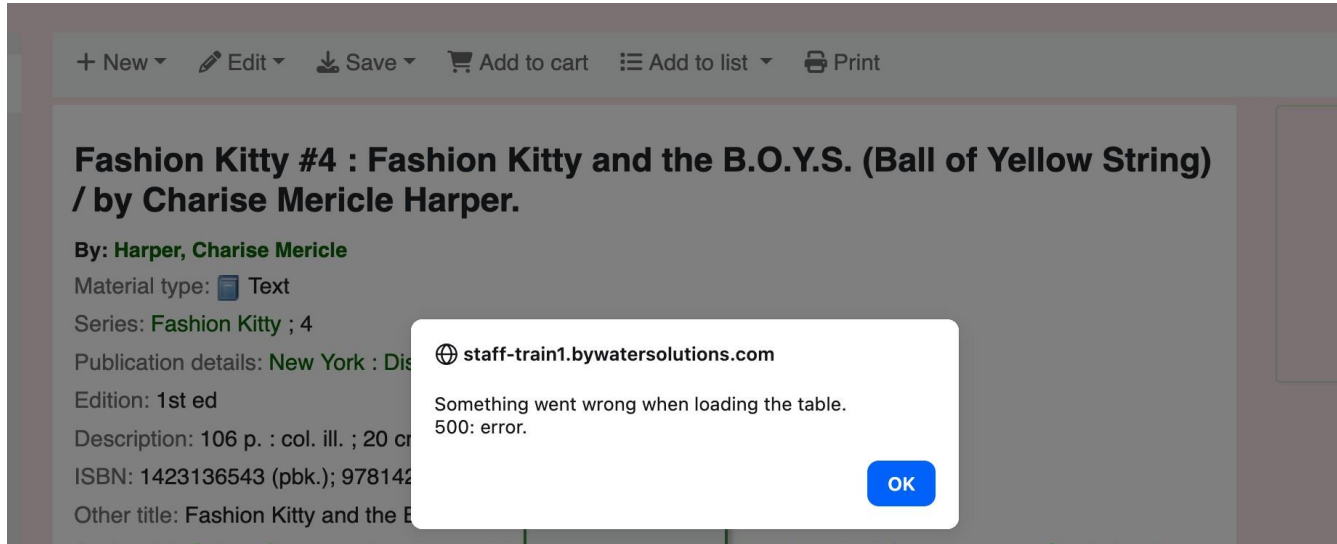 New Edit Save Add to cart Add to list Print
Fashion Kitty #4 : Fashion Kitty and the B.O.Y.S. (Ball of Yellow String)
/ by Charise Mericle Harper.
By: Harper, Charise Mericle
Material type: Text
Series: Fashion Kitty ; 4
Publication details: New York : Dis
Edition: 1st ed
Description: 106 p. : col. ill. ; 20 cr
ISBN: 1423136543 (pbk.); 978142
Other title: Fashion Kitty and the
staff-train1.bywatersolutions.com
Something went wrong when loading the table.
500: error.
OK